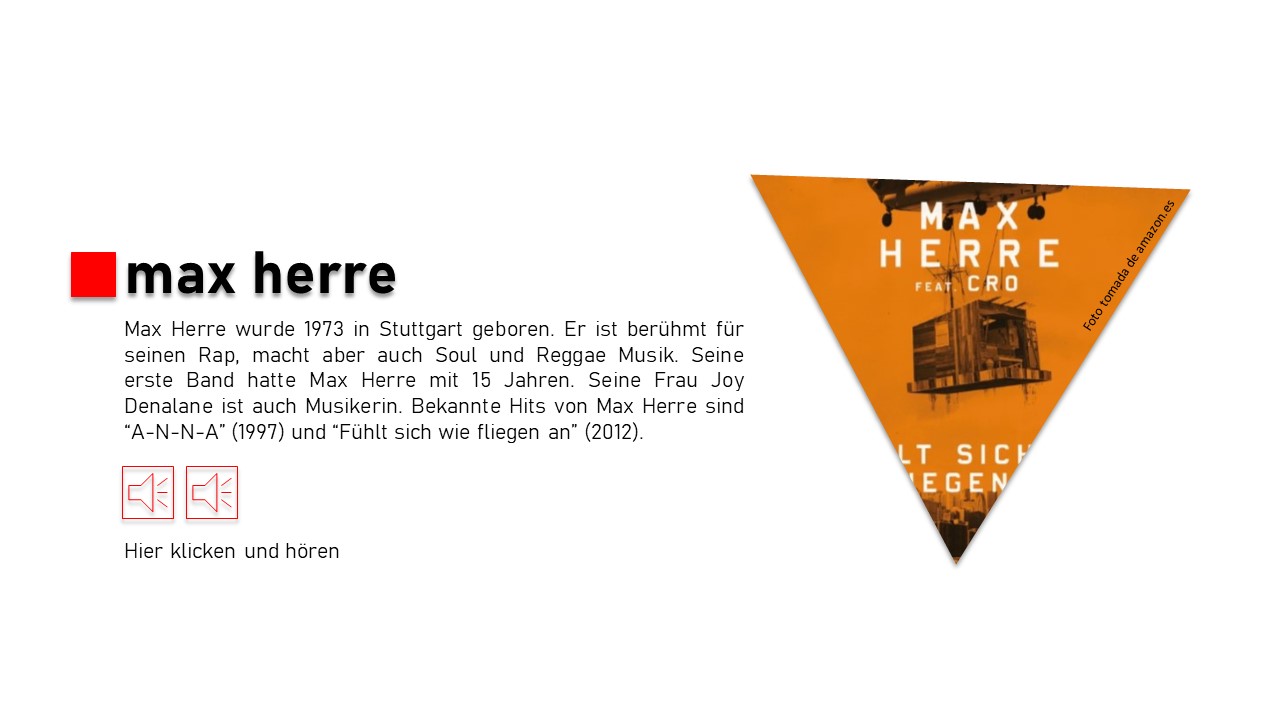 max herre
Max Herre wurde 1973 in Stuttgart geboren. Er ist berühmt für
seinen Rap, macht aber auch Soul und Reggae Musik. Seine
erste Band hatte Max Herre mit 15 Jahren. Seine Frau Joy
Denalane ist auch Musikerin. Bekannte Hits von Max Herre sind
“A-N-N-A” (1997) und “Fühlt sich wie fliegen an” (2012).
Hier klicken und hören
MAX
HERRE
FEAT. CRO
LT SICH
IEGEN
Foto tomada de amazon.es